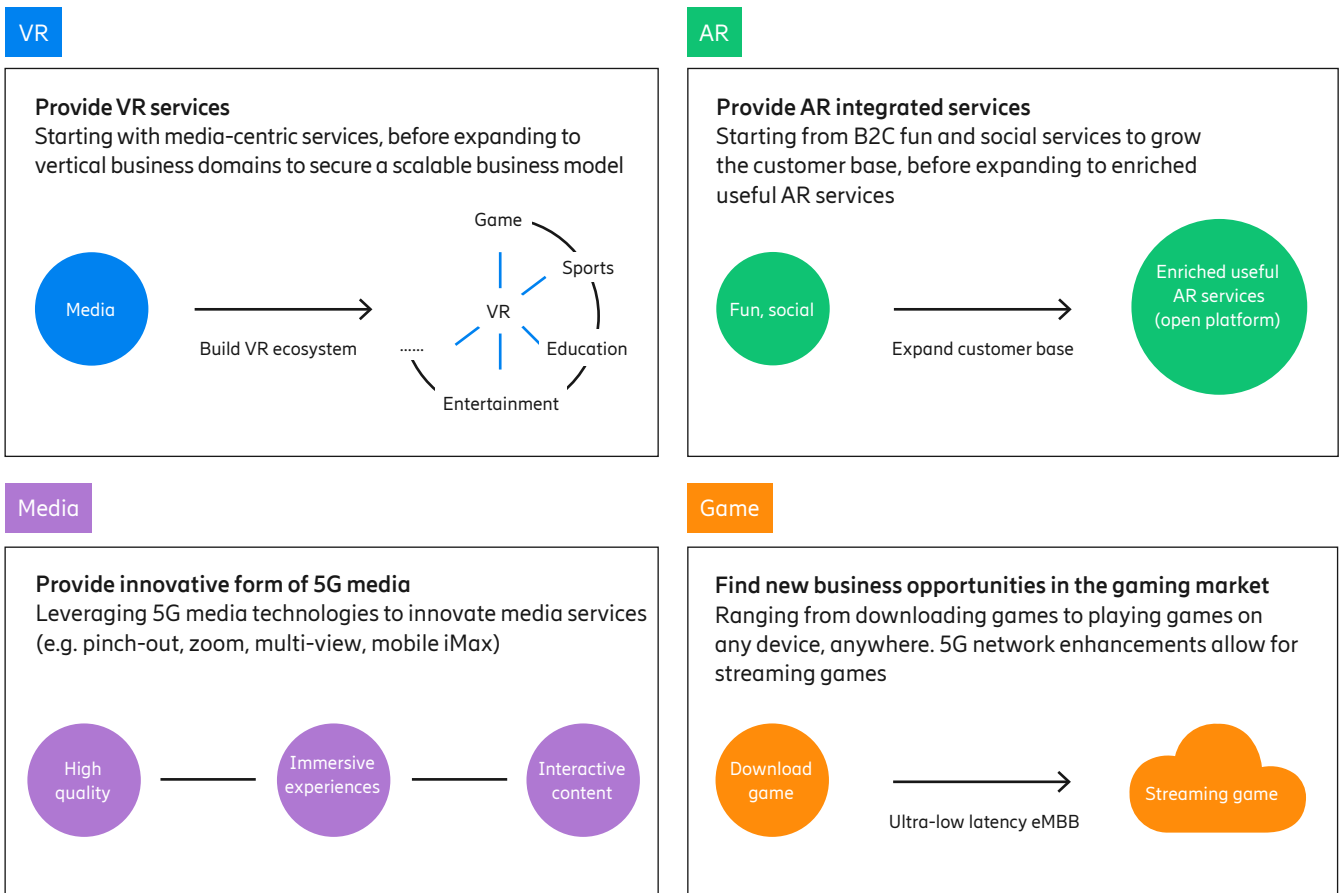 VR
Provide VR services
Starting with media-centric services, before expanding to
vertical business domains to secure a scalable business model
Media
Build VR ecosystem
Game
Sports
VR
Education
......
Entertainment
AR
Provide AR integrated services
Starting from B2C fun and social services to grow
the customer base, before expanding to enriched
useful AR services
Fun, social
Expand customer base
Enriched useful
AR services
(open platform)
Media
Provide innovative form of 5G media
Leveraging 5G media technologies to innovate media services
(e.g. pinch-out, zoom, multi-view, mobile iMax)
High
quality
Immersive
experiences
Interactive
content
Game
Find new business opportunities in the gaming market
Ranging from downloading games to playing games on
any device, anywhere. 5G network enhancements allow for
streaming games
Download
game
Ultra-low latency eMBB
Streaming game